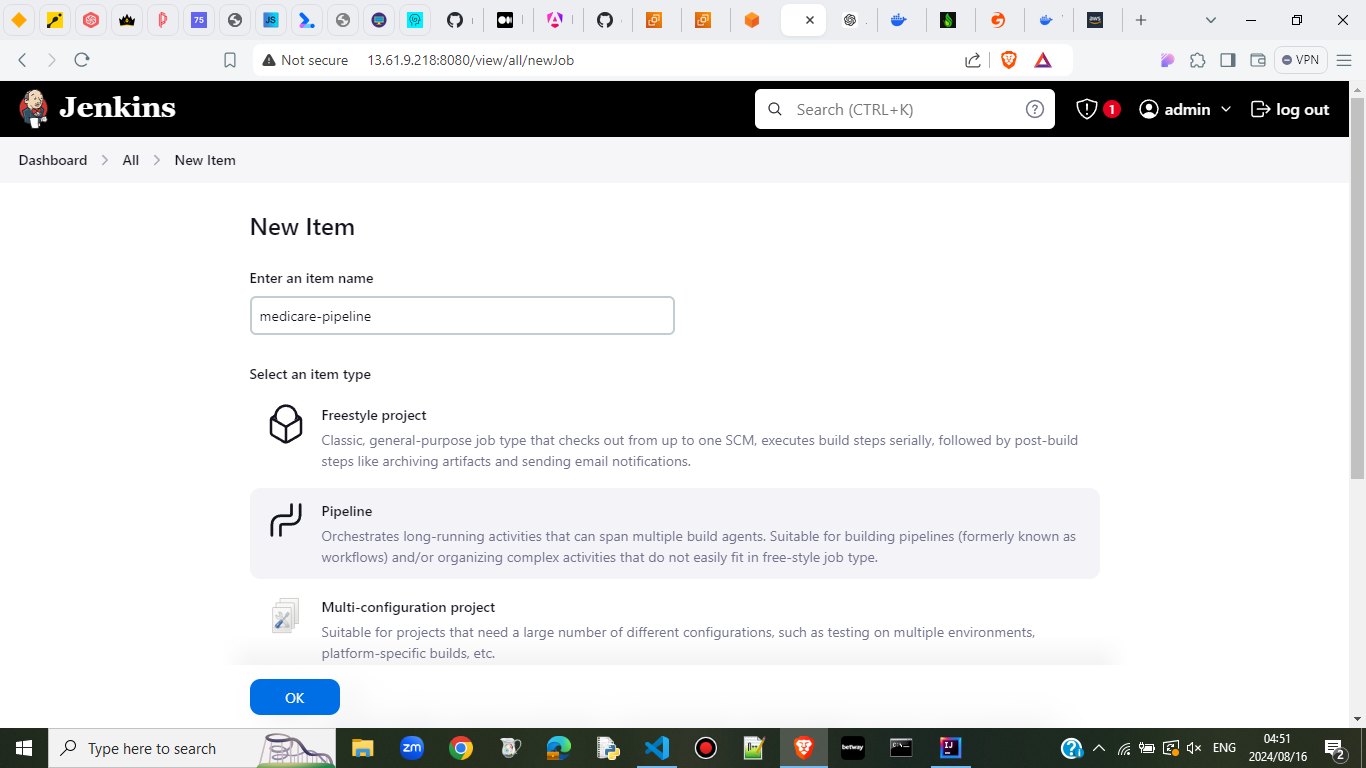 75
JS
zm
aws
Not secure 13.61.9.218:8080/view/all/newJob
VPN
Jenkins
Search (CTRL+K)
?
1
admin
log out
Dashboard > All > New Item
New Item
Enter an item name
medicare-pipeline
Select an item type
Freestyle project
Classic, general-purpose job type that checks out from up to one SCM, executes build steps serially, followed by post-build
steps like archiving artifacts and sending email notifications.
Pipeline
Orchestrates long-running activities that can span multiple build agents. Suitable for building pipelines (formerly known as
workflows) and/or organizing complex activities that do not easily fit in free-style job type.
Multi-configuration project
Suitable for projects that need a large number of different configurations, such as testing on multiple environments,
platform-specific builds, etc.
OK
Type here to search
betway
ENG
04:51
2024/08/16
2